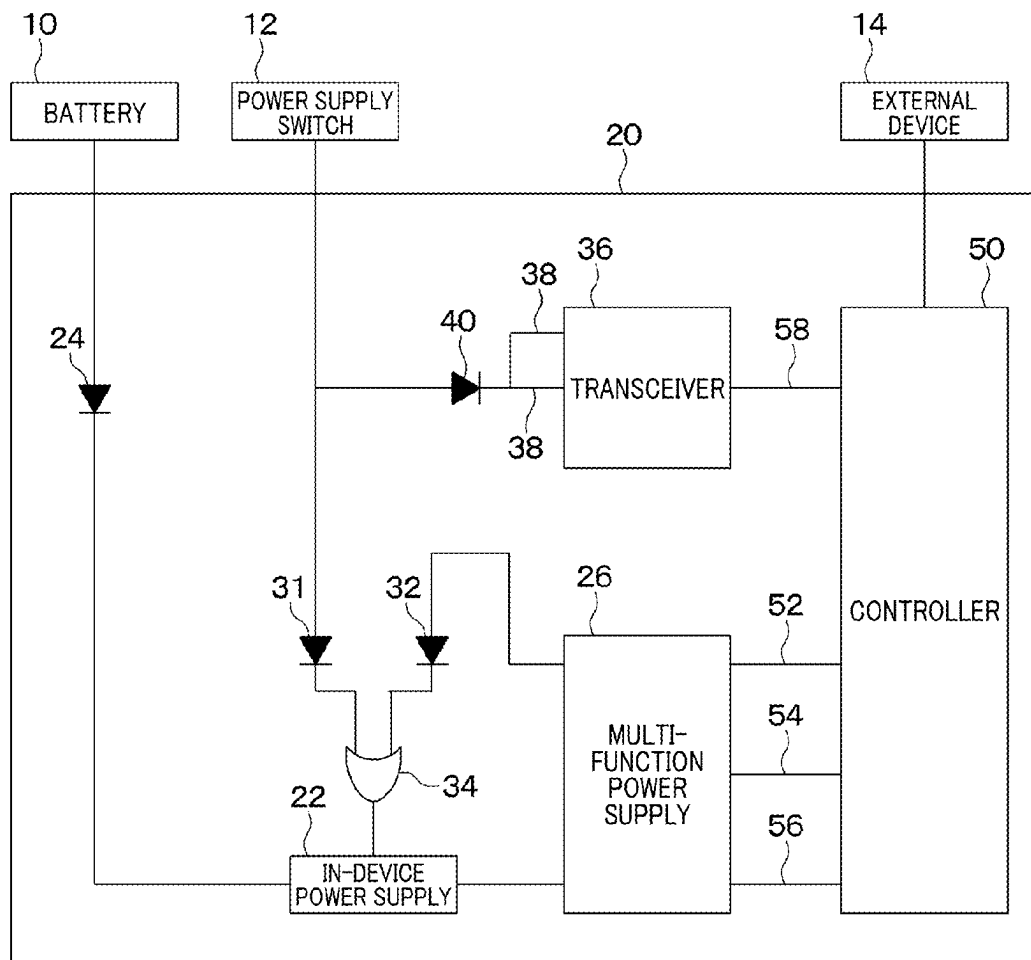 10
12
14
BATTERY
POWER SUPPLY
SWITCH
EXTERNAL
DEVICE
20
36
50
38
40
58
24
TRANSCEIVER
38
31
32
26
CONTROLLER
52
54
MULTI-
FUNCTION
POWER
SUPPLY
34
22
56
IN-DEVICE
POWER SUPPLY